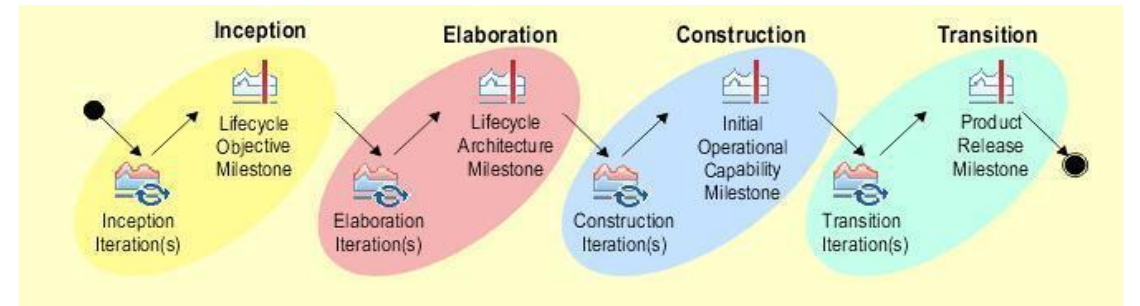 Inception
Elaboration
Construction
Transition
Lifecycle
Objective
Milestone
Inception
Iteration(s)
Lifecycle
Architecture
Milestone
Elaboration
Iteration(s)
Initial
Operational
Capability
Milestone
Construction
Iteration(s)
Product
Release
Milestone
Transition
Iteration(s)